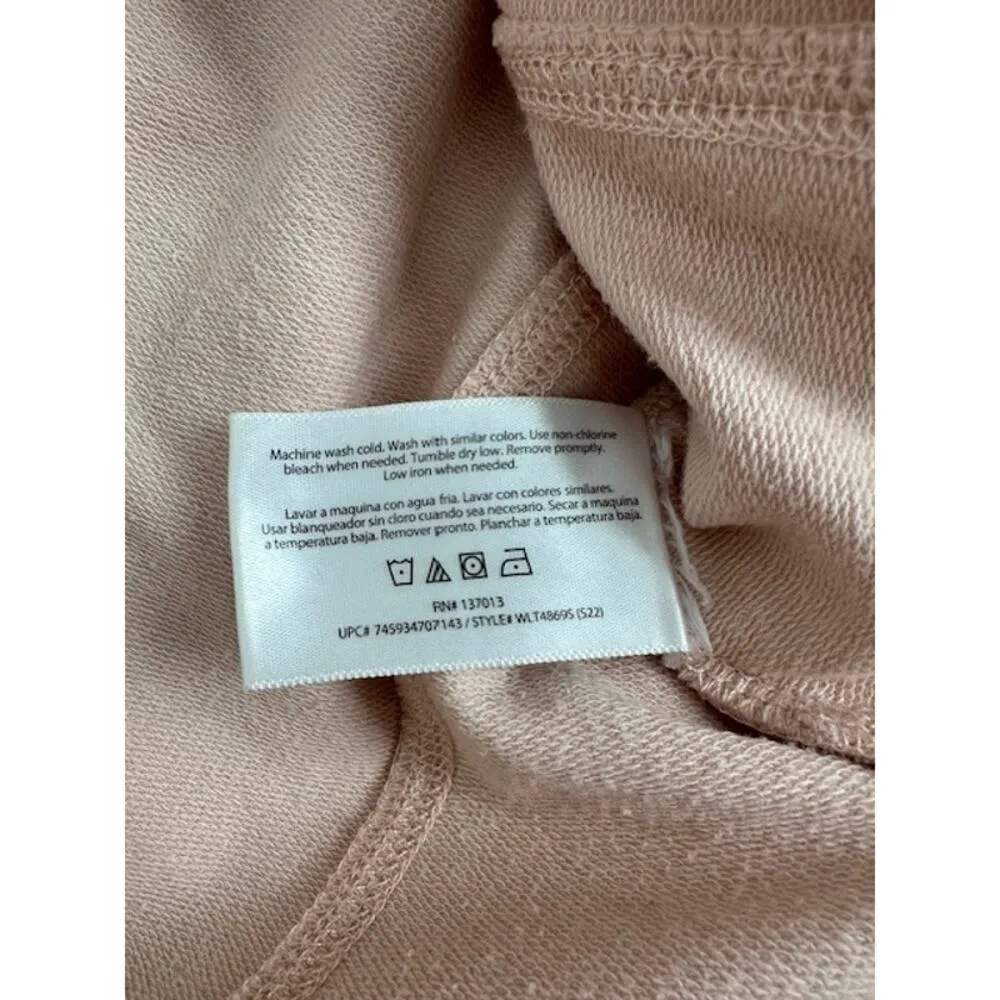 Machine wash cold. Wash with similar colors. Use non-chlorine
bleach when needed. Tumble dry low. Remove promptly.
Low iron when needed.
Lavar a maquina con agua fria. Lavar con colores similares.
Usar blanqueador sin cloro cuando sea necesario. Secar a maquina
a temperatura baja. Remover pronto. Planchar a temperatura baja.
RN# 137013
UPC# 745934707143 / STYLE# WLT4869S (S22)